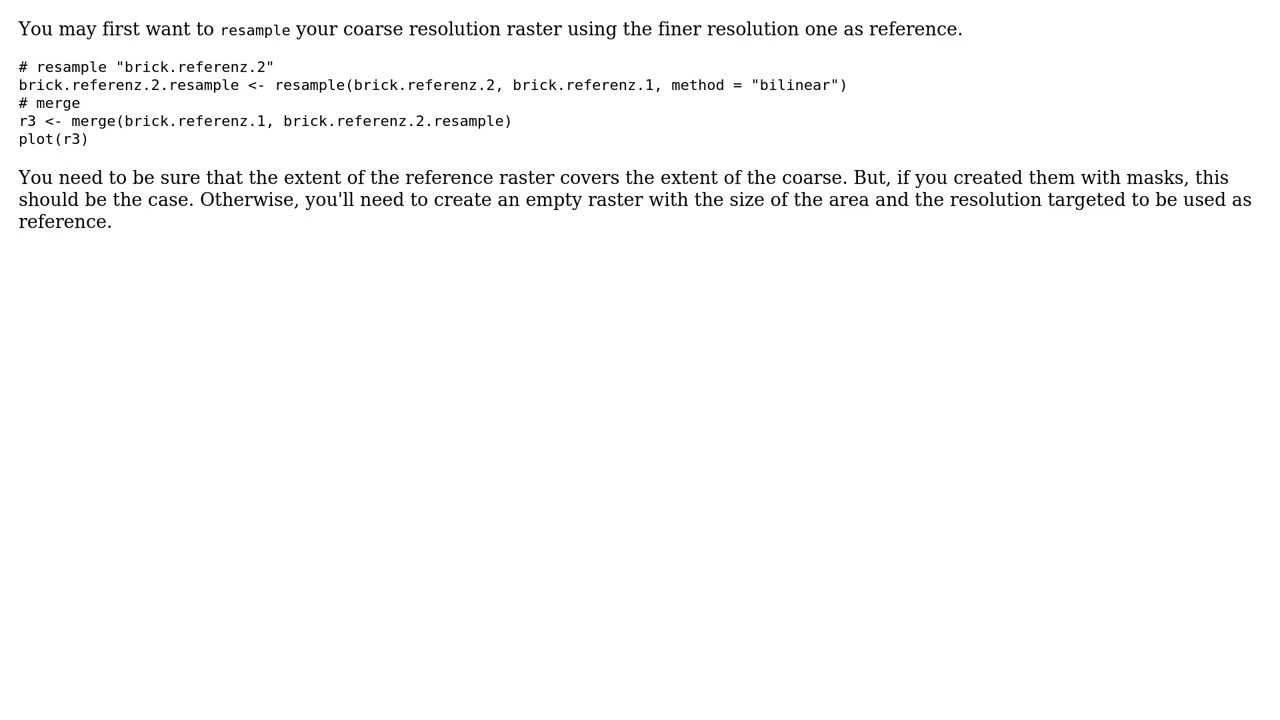 You may first want to resample your coarse resolution raster using the finer resolution one as reference.
# resample "brick.referenz.2"
brick.referenz.2.resample <- resample(brick.referenz.2, brick.referenz.1, method = "bilinear")
# merge
r3 <- merge(brick.referenz.1, brick.referenz.2.resample)
plot(r3)
You need to be sure that the extent of the reference raster covers the extent of the coarse. But, if you created them with masks, this
should be the case. Otherwise, you'll need to create an empty raster with the size of the area and the resolution targeted to be used as
reference.